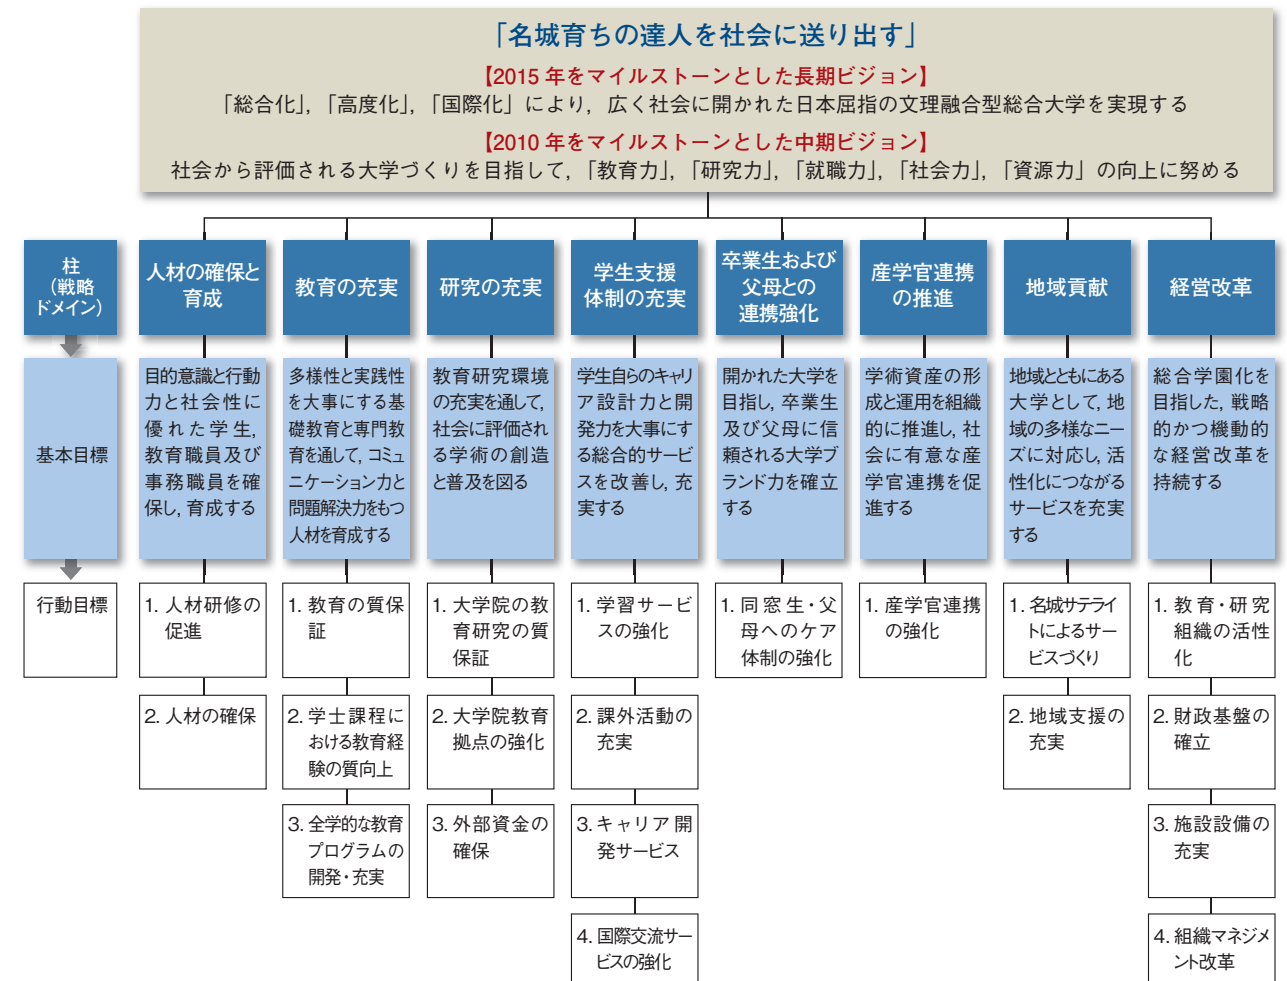 「名城育ちの達人を社会に送り出す」
【2015 年をマイルストーンとした長期ビジョン】
「総合化」，「高度化」，「国際化」により，広く社会に開かれた日本屈指の文理融合型総合大学を実現する
【2010 年をマイルストーンとした中期ビジョン】
社会から評価される大学づくりを目指して，「教育力」，「研究力」，「就職力」，「社会力」，「資源力」の向上に努める
柱
（戦略
ドメイン）
人材の確保と
育成
教育の充実
研究の充実
学生支援
体制の充実
卒業生および
父母との
連携強化
産学官連携
の推進
地域貢献
経営改革
基本目標
目的意識と行動
力と社会性に
優れた学生，
教育職員及び
事務職員を確
保し，育成する
多様性と実践性
を大事にする基
礎教育と専門教
育を通して，コミュ
ニケーション力と
問題解決力をもつ
人材を育成する
教育研究環境
の充実を通して，
社会に評価され
る学術の創造
と普及を図る
学生自らのキャリ
ア設計力と開
発力を大事にす
る総合的サービ
スを改善し，充
実する
開かれた大学を
目指し，卒業生
及び父母に信
頼される大学ブ
ランド力を確立
する
学術資産の形
成と運用を組織
的に推進し，社
会に有意な産
学官連携を促
進する
地域とともにある
大学として，地
域の多様なニー
ズに対応し，活
性化につながる
サービスを充実
する
総合学園化を
目指した，戦略
的かつ機動的
な経営改革を
持続する
行動目標
1. 人材研修の
促進
2. 人材の確保
1. 教育の質保
証
2. 学士課程に
おける教育経
験の質向上
3. 全学的な教育
プログラムの
開発・充実
1. 大学院の教
育研究の質
保証
2. 大学院教育
拠点の強化
3. 外部資金の
確保
1. 学習サービ
スの強化
2. 課外活動の
充実
3. キャリア開
発サービス
4. 国際交流サー
ビスの強化
1. 同窓生・父
母へのケア
体制の強化
1. 産学官連携
の強化
1. 名城サテライ
トによるサー
ビスづくり
2. 地域支援の
充実
1. 教育・研究
組織の活性
化
2. 財政基盤の
確立
3. 施設設備の
充実
4. 組織マネジメ
ント改革